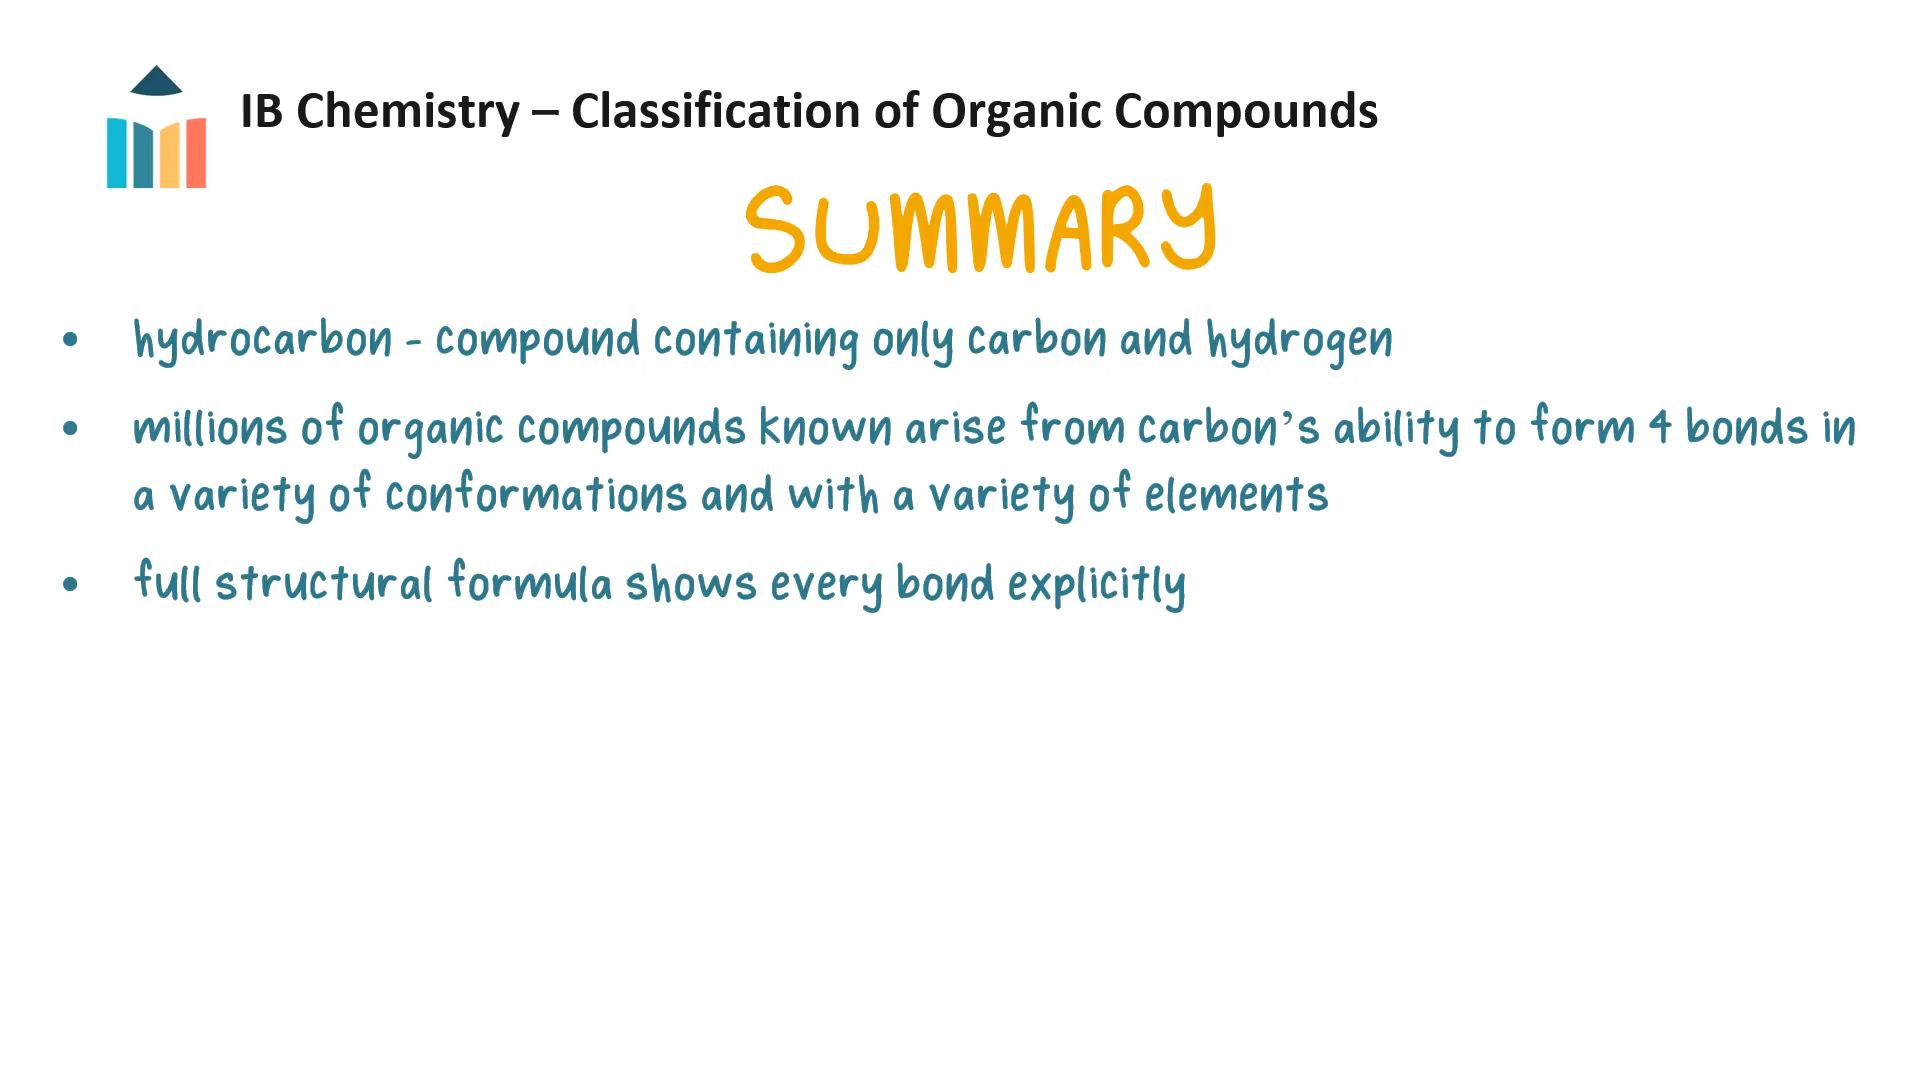 IB Chemistry – Classification of Organic Compounds
SUMMARY
• hydrocarbon - compound containing only carbon and hydrogen
• millions of organic compounds known arise from carbon’s ability to form 4 bonds in
a variety of conformations and with a variety of elements
• full structural formula shows every bond explicitly